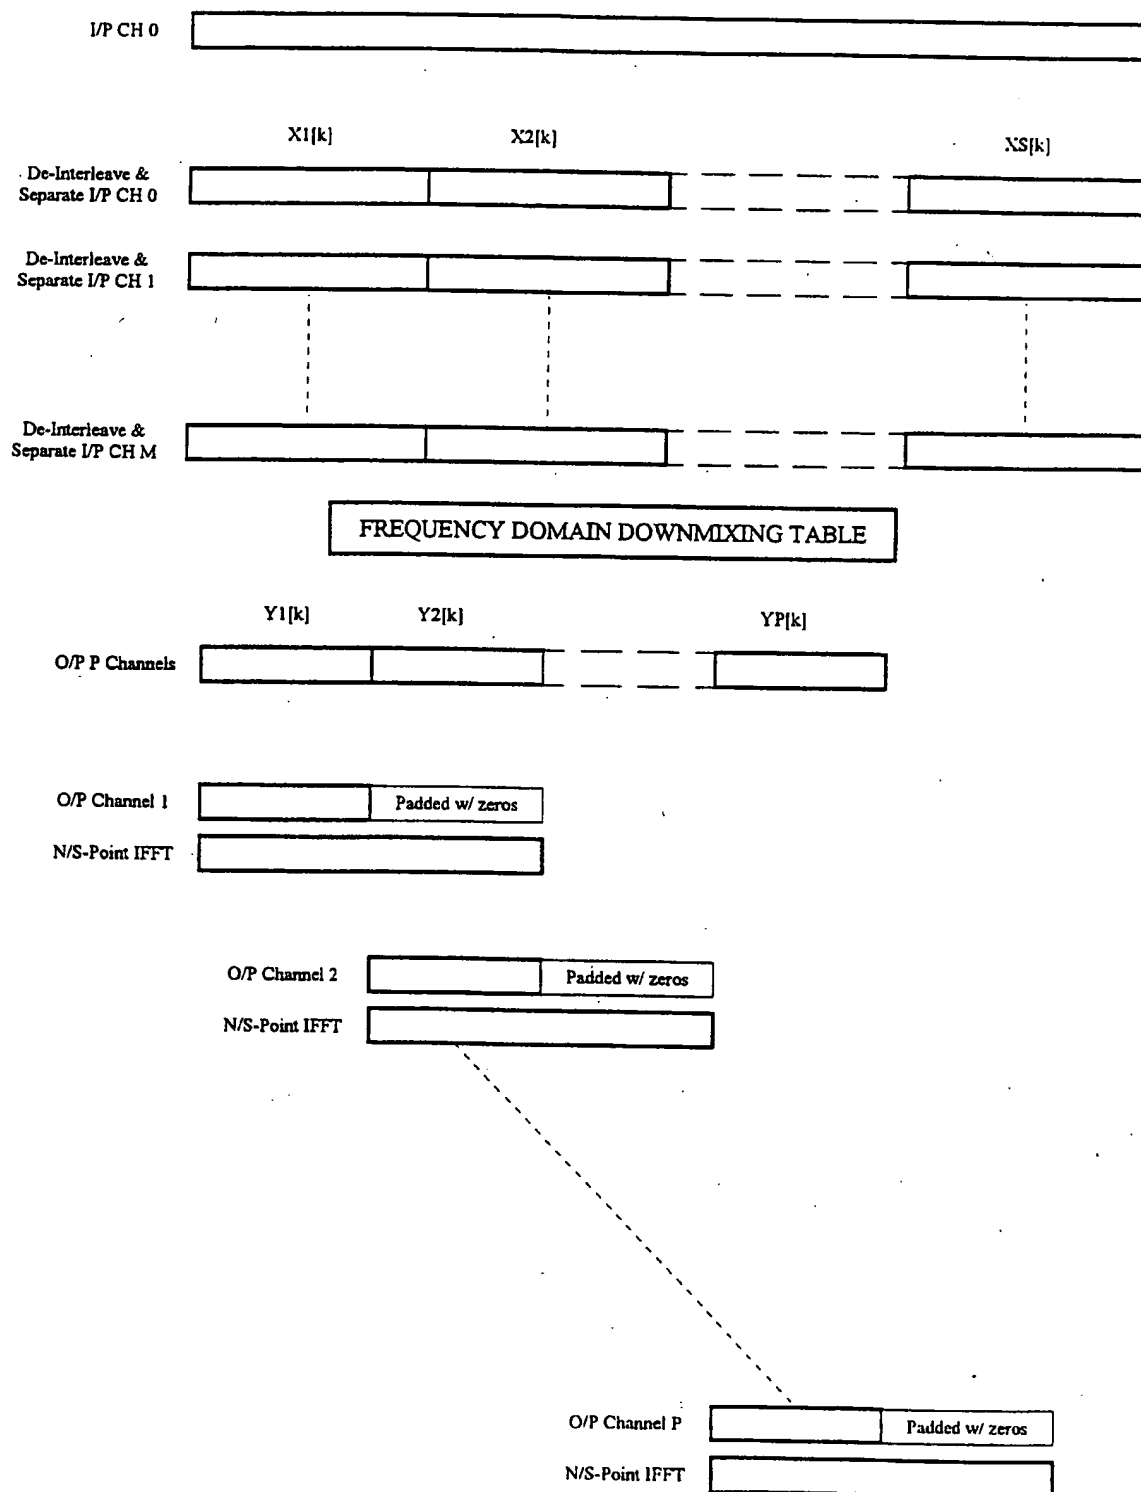 I/P CH 0
X1[k] X2[k] XS[k]
De-Interleave &
Separate I/P CH 0
De-Interleave &
Separate I/P CH 1
De-Interleave &
Separate I/P CH M
FREQUENCY DOMAIN DOWNMIXING TABLE
Y1[k] Y2[k] YP[k]
O/P P Channels
O/P Channel 1 Padded w/ zeros
N/S-Point IFFT
O/P Channel 2 Padded w/ zeros
N/S-Point IFFT
O/P Channel P Padded w/ zeros
N/S-Point IFFT